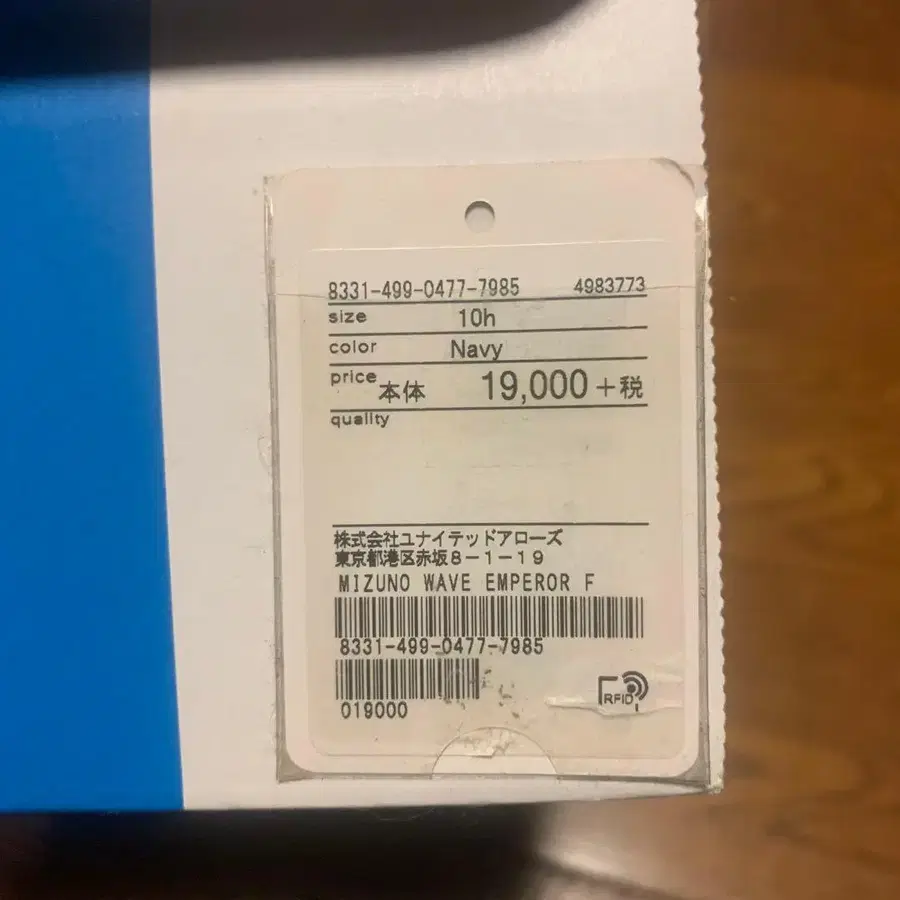 8331-499-0477-7985 4983773
size 10h
color Navy
price 本体 19,000+税
quality
株式会社ユナイテッドアローズ
東京都港区赤坂8-1-19
MIZUNO WAVE EMPEROR F
8331-499-0477-7985
019000
RFID